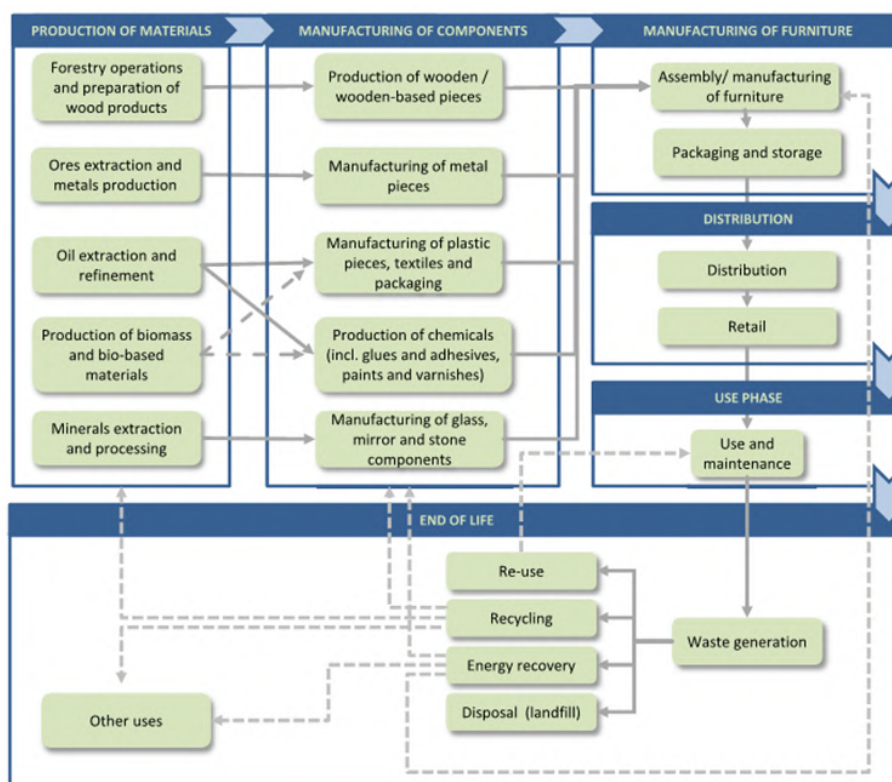 PRODUCTION OF MATERIALS
MANUFACTURING OF COMPONENTS
MANUFACTURING OF FURNITURE
Forestry operations
and preparation of
wood products
Production of wooden /
wooden-based pieces
Assembly/ manufacturing
of furniture
Packaging and storage
Ores extraction and
metals production
Manufacturing of metal
pieces
DISTRIBUTION
Oil extraction and
refinement
Manufacturing of plastic
pieces, textiles and
packaging
Distribution
Retail
Production of biomass
and bio-based
materials
Production of chemicals
(incl. glues and adhesives,
paints and varnishes)
USE PHASE
Minerals extraction
and processing
Manufacturing of glass,
mirror and stone
components
Use and
maintenance
END OF LIFE
Re-use
Recycling
Energy recovery
Disposal (landfill)
Waste generation
Other uses